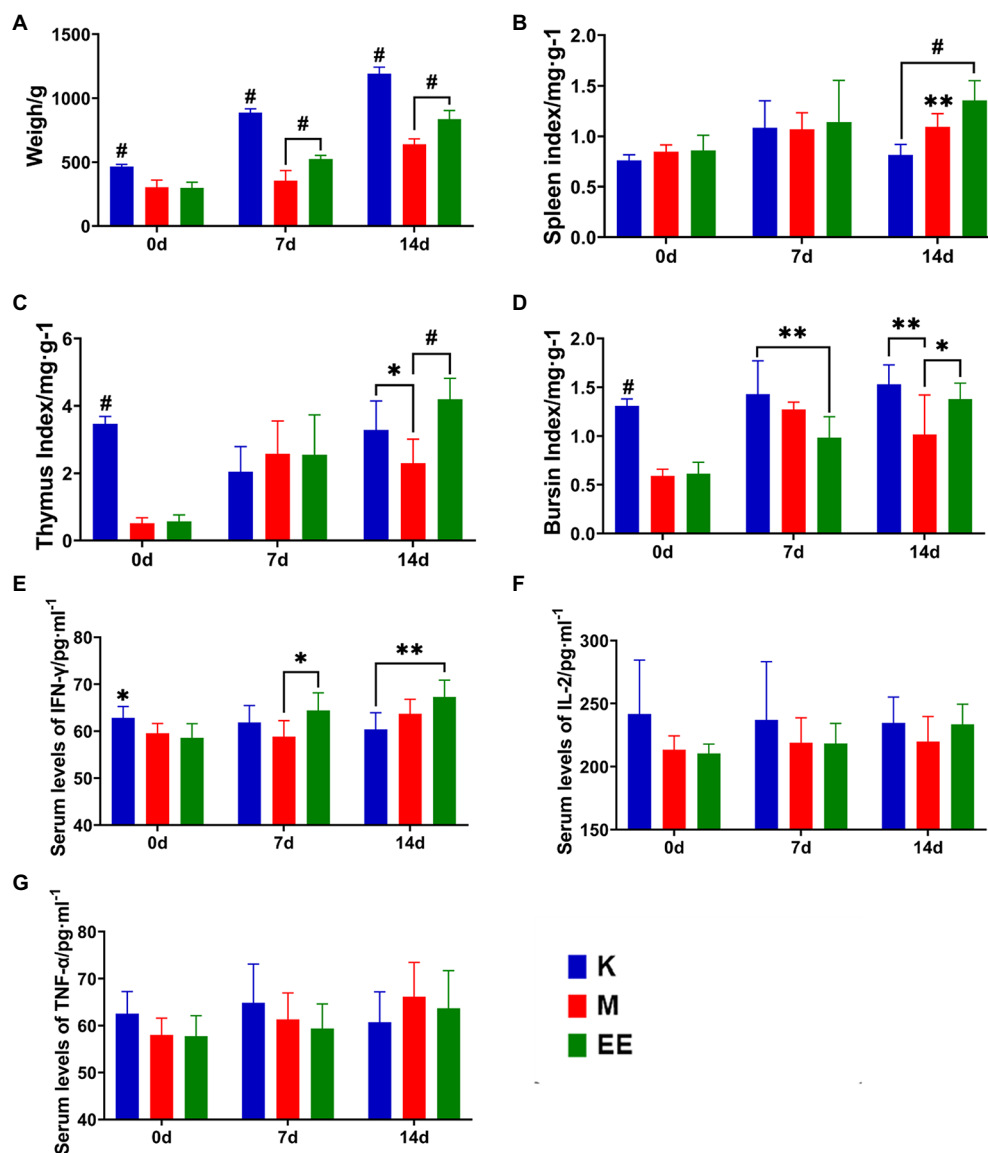 A
Weigh/g
1500
1000
500
0
#
#
#
#
#
0d
7d
14d
B
Spleen index/mg·g-1
2.0
1.5
1.0
0.5
0.0
#
**
0d
7d
14d
C
Thymus Index/mg·g-1
6
4
2
0
#
*
#
0d
7d
14d
D
Bursin Index/mg·g-1
2.0
1.5
1.0
0.5
0.0
#
**
**
*
0d
7d
14d
E
Serum levels of IFN-γ/pg·ml-1
80
70
60
50
40
*
*
**
0d
7d
14d
F
Serum levels of IL-2/pg·ml-1
300
250
200
150
0d
7d
14d
G
Serum levels of TNF-α/pg·ml-1
80
70
60
50
40
0d
7d
14d
K
M
EE